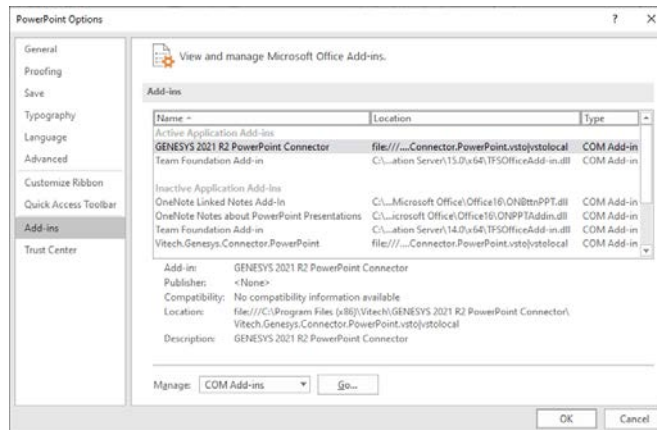 PowerPoint Options
?
X
General
Proofing
Save
Typography
Language
Advanced
Customize Ribbon
Quick Access Toolbar
Add-ins
Trust Center
View and manage Microsoft Office Add-ins.
Add-ins
Name Location Type
Active Application Add-ins
GENESYS 2021 R2 PowerPoint Connector file:///....Connector.PowerPoint.vsto|vstolocal COM Add-in
Team Foundation Add-in C:\...ation Server\15.0\x64\TFSOfficeAdd-in.dll COM Add-in
Inactive Application Add-ins
OneNote Linked Notes Add-In C:\...Microsoft Office\Office16\ONBttnPPT.dll COM Add-in
OneNote Notes about PowerPoint Presentations C:\...icrosoft Office\Office16\ONPPTAddin.dll COM Add-in
Team Foundation Add-in C:\...ation Server\14.0\x64\TFSOfficeAdd-in.dll COM Add-in
Vitech.Genesys.Connector.PowerPoint file:///....Connector.PowerPoint.vsto|vstolocal COM Add-in
Add-in: GENESYS 2021 R2 PowerPoint Connector
Publisher: <None>
Compatibility: No compatibility information available
Location: file:///C:\Program Files (x86)\Vitech\GENESYS 2021 R2 PowerPoint Connector\
Vitech.Genesys.Connector.PowerPoint.vsto|vstolocal
Description: GENESYS 2021 R2 PowerPoint Connector
Manage: COM Add-ins Go...
OK Cancel